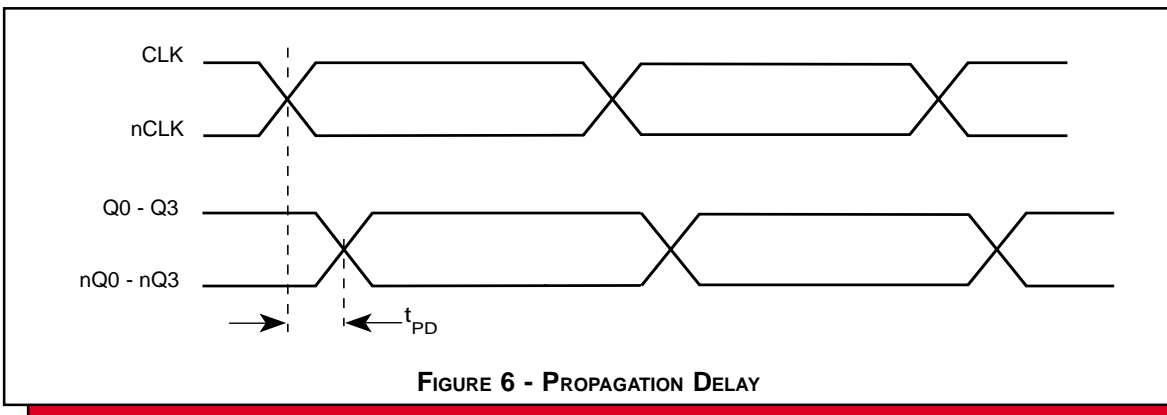 CLK
nCLK
Q0 - Q3
nQ0 - nQ3
tPD
FIGURE 6 - PROPAGATION DELAY